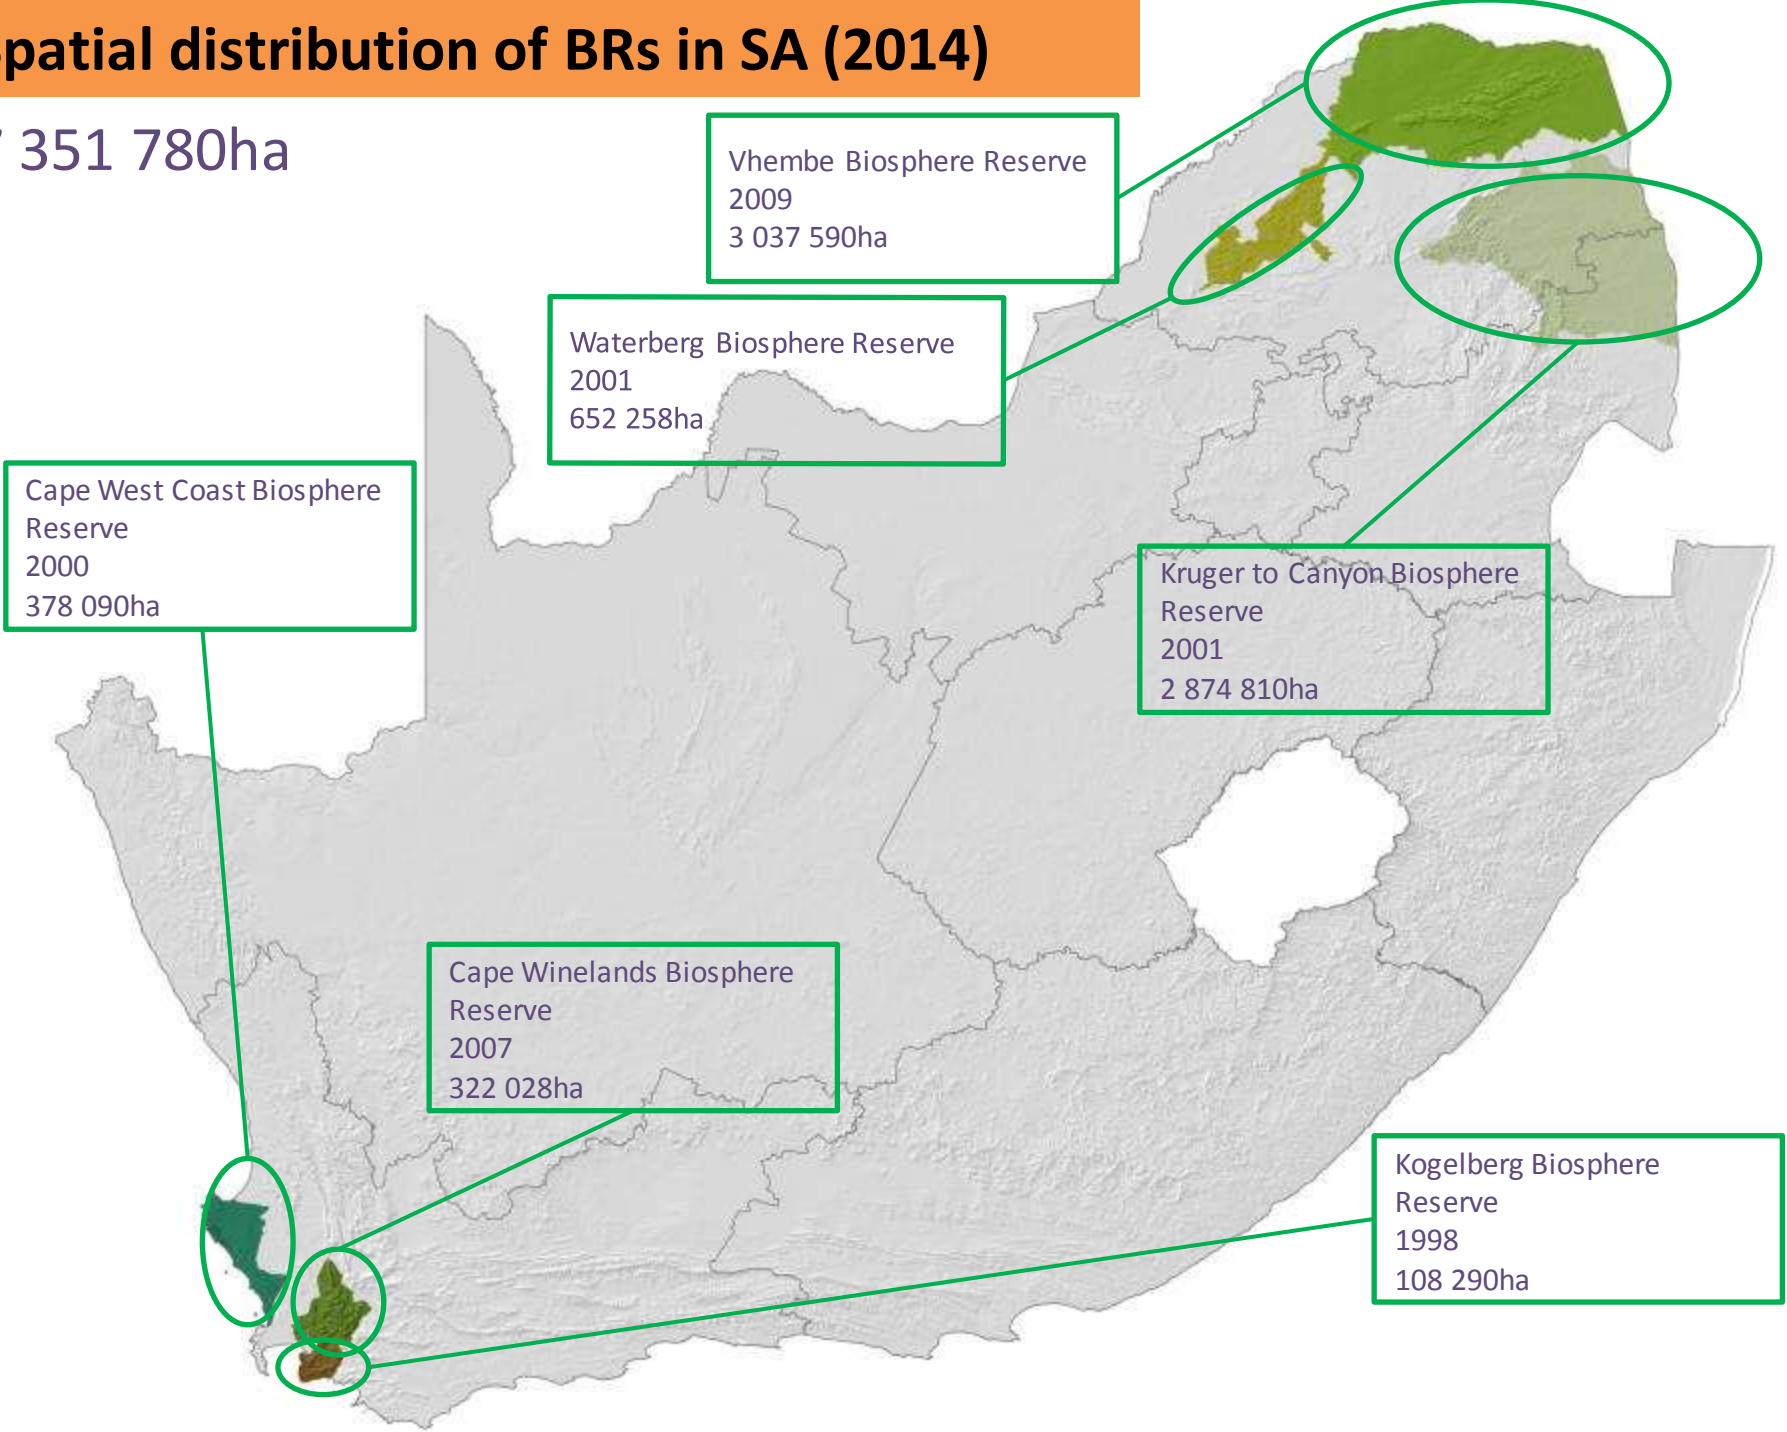 patial distribution of BRs in SA (2014)
351 780ha
Vhembe Biosphere Reserve
2009
3 037 590ha
Waterberg Biosphere Reserve
2001
652 258ha
Cape West Coast Biosphere
Reserve
2000
378 090ha
Kruger to Canyon Biosphere
Reserve
2001
2 874 810ha
Cape Winelands Biosphere
Reserve
2007
322 028ha
Kogelberg Biosphere
Reserve
1998
108 290ha